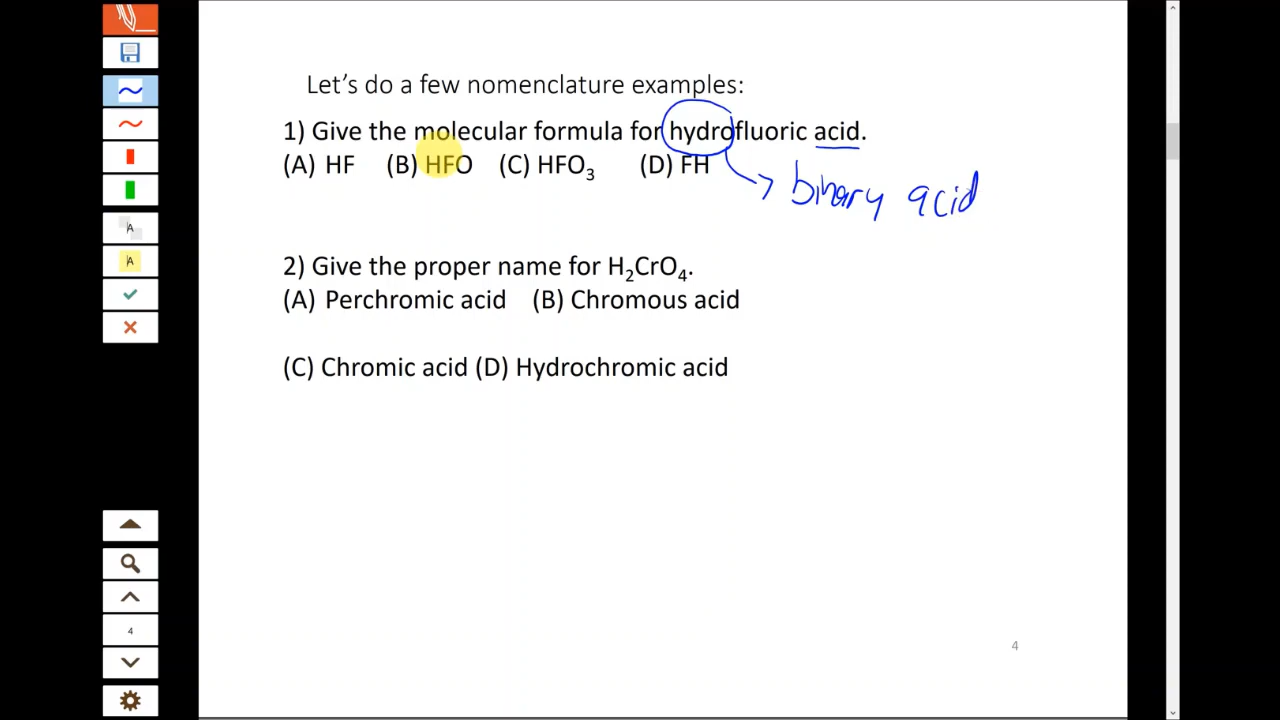 Let’s do a few nomenclature examples:
1) Give the molecular formula for hydrofluoric acid.
(A) HF (B) HFO (C) HFO₃ (D) FH
binary acid
2) Give the proper name for H₂CrO₄.
(A) Perchromic acid (B) Chromous acid
(C) Chromic acid (D) Hydrochromic acid
4
4